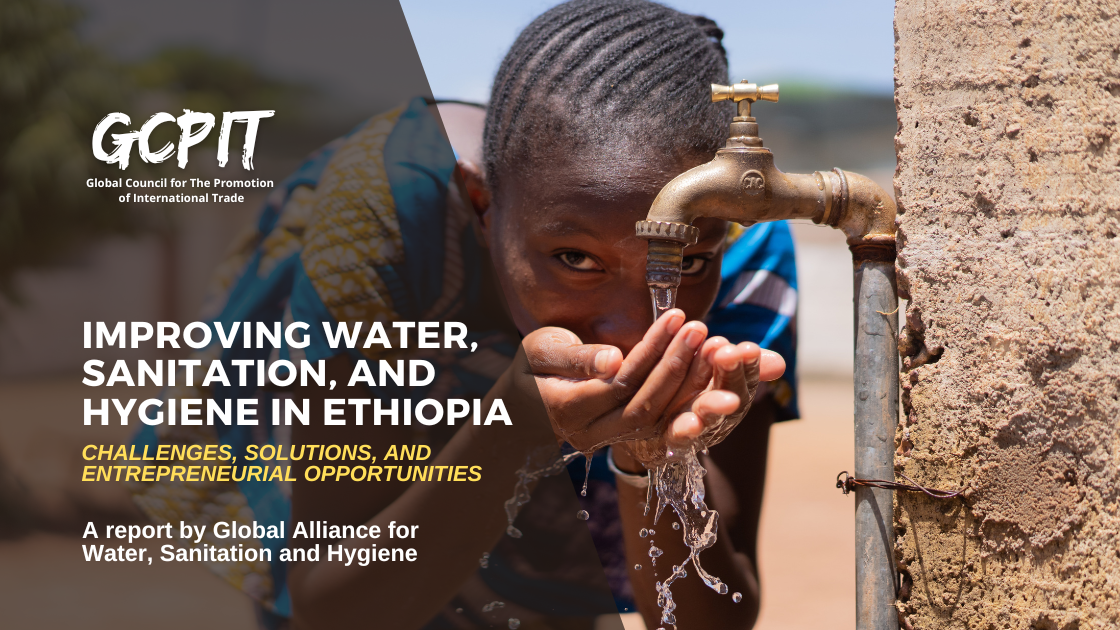 GCPIT
Global Council for The Promotion
of International Trade
IMPROVING WATER,
SANITATION, AND
HYGIENE IN ETHIOPIA
CHALLENGES, SOLUTIONS, AND
ENTREPRENEURIAL OPPORTUNITIES
A report by Global Alliance for
Water, Sanitation and Hygiene